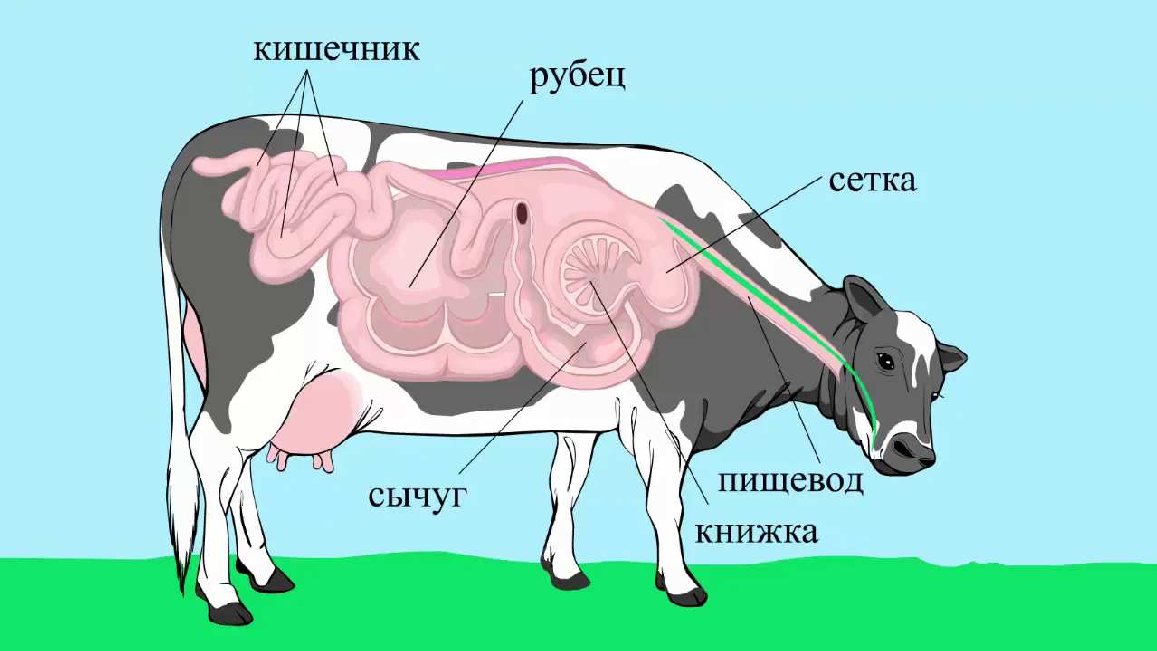 кишечник
рубец
сетка
пищевод
сычуг
книжка